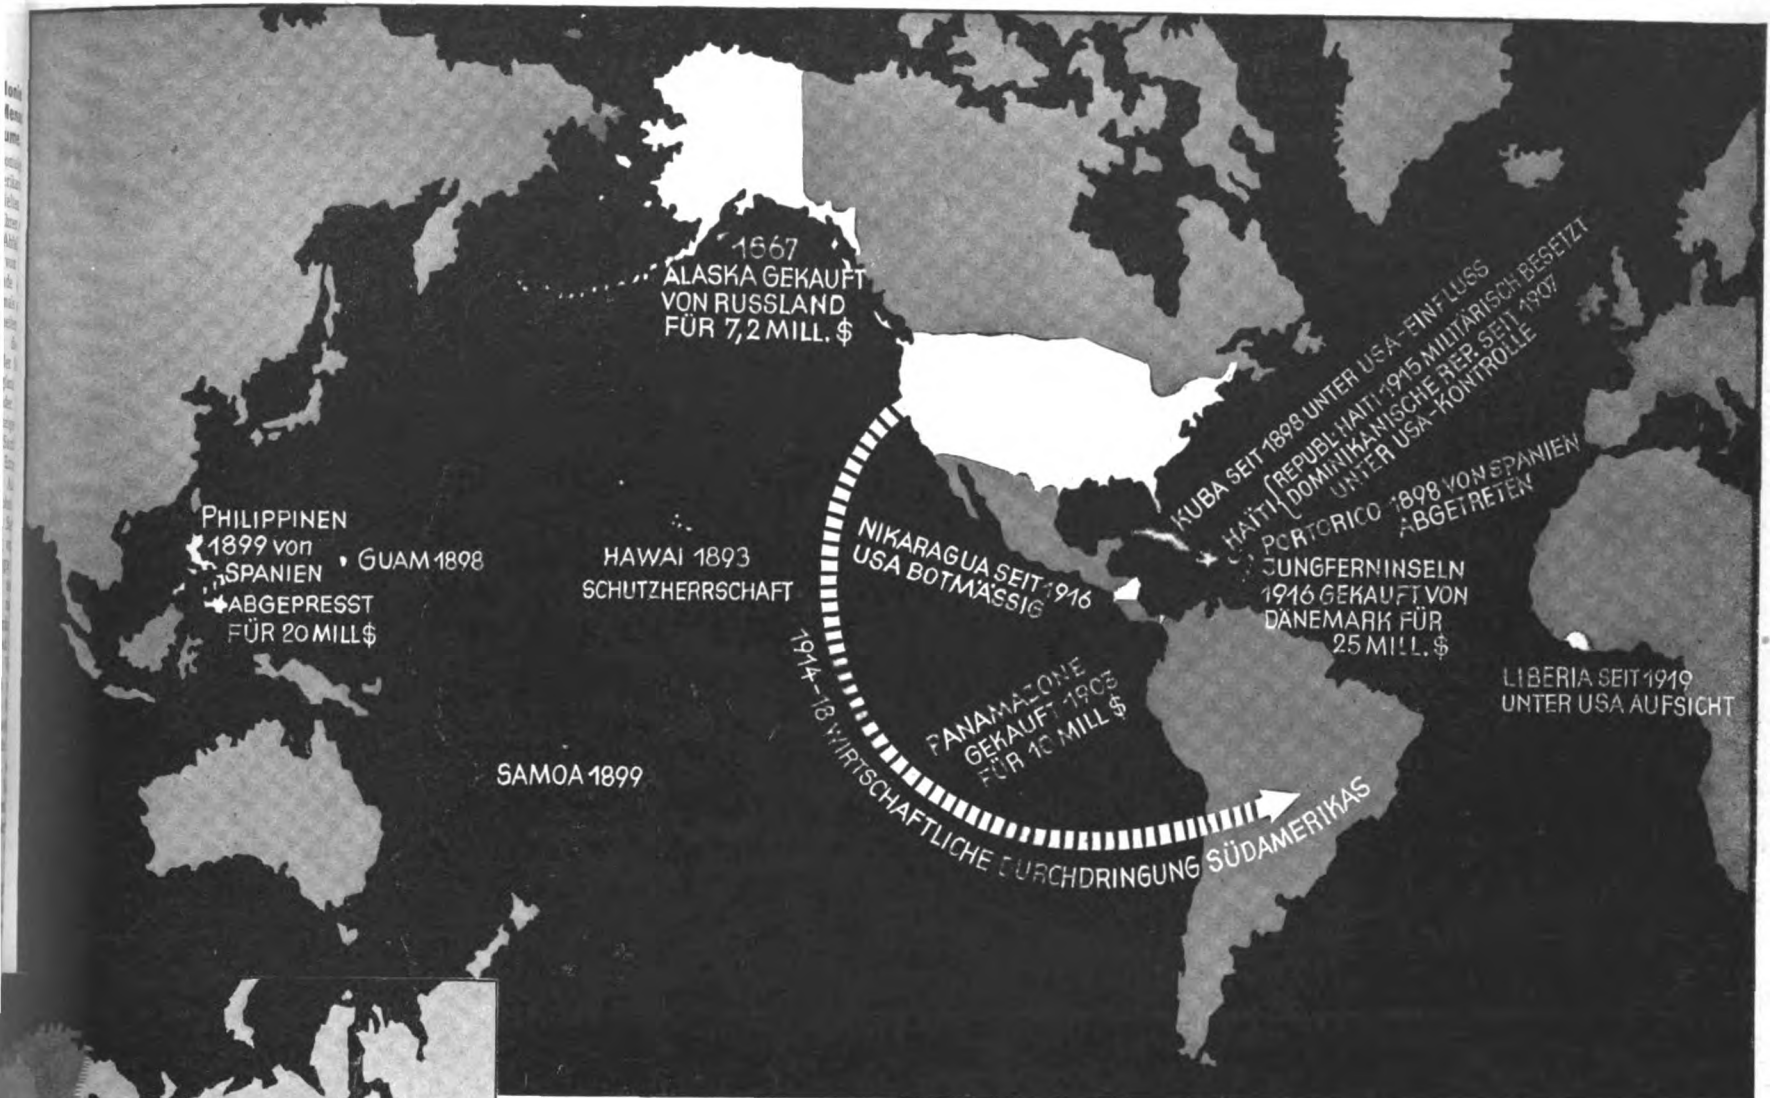 1867
ALASKA GEKAUFT
VON RUSSLAND
FÜR 7,2 MILL. $
KUBA SEIT 1898 UNTER USA-EINFLUSS
HAÏTI
REPUBL. HAITI 1915 MILITÄRISCH BESETZT
DOMINIKANISCHE REP. SEIT 1907
UNTER USA-KONTROLLE
PORTORICO 1898 VON SPANIEN
ABGETRETEN
JUNGFERNINSELN
1916 GEKAUFT VON
DÄNEMARK FÜR
25 MILL. $
PHILIPPINEN
1899 von
SPANIEN
ABGEPRESST
FÜR 20 MILL $
GUAM 1898
HAWAI 1893
SCHUTZHERRSCHAFT
NIKARAGUA SEIT 1916
USA BOTMÄSSIG
PANAMAZONE
GEKAUFT 1903
FÜR 10 MILL $
LIBERIA SEIT 1919
UNTER USA AUFSICHT
SAMOA 1899
1914-18 WIRTSCHAFTLICHE DURCHDRINGUNG SÜDAMERIKAS